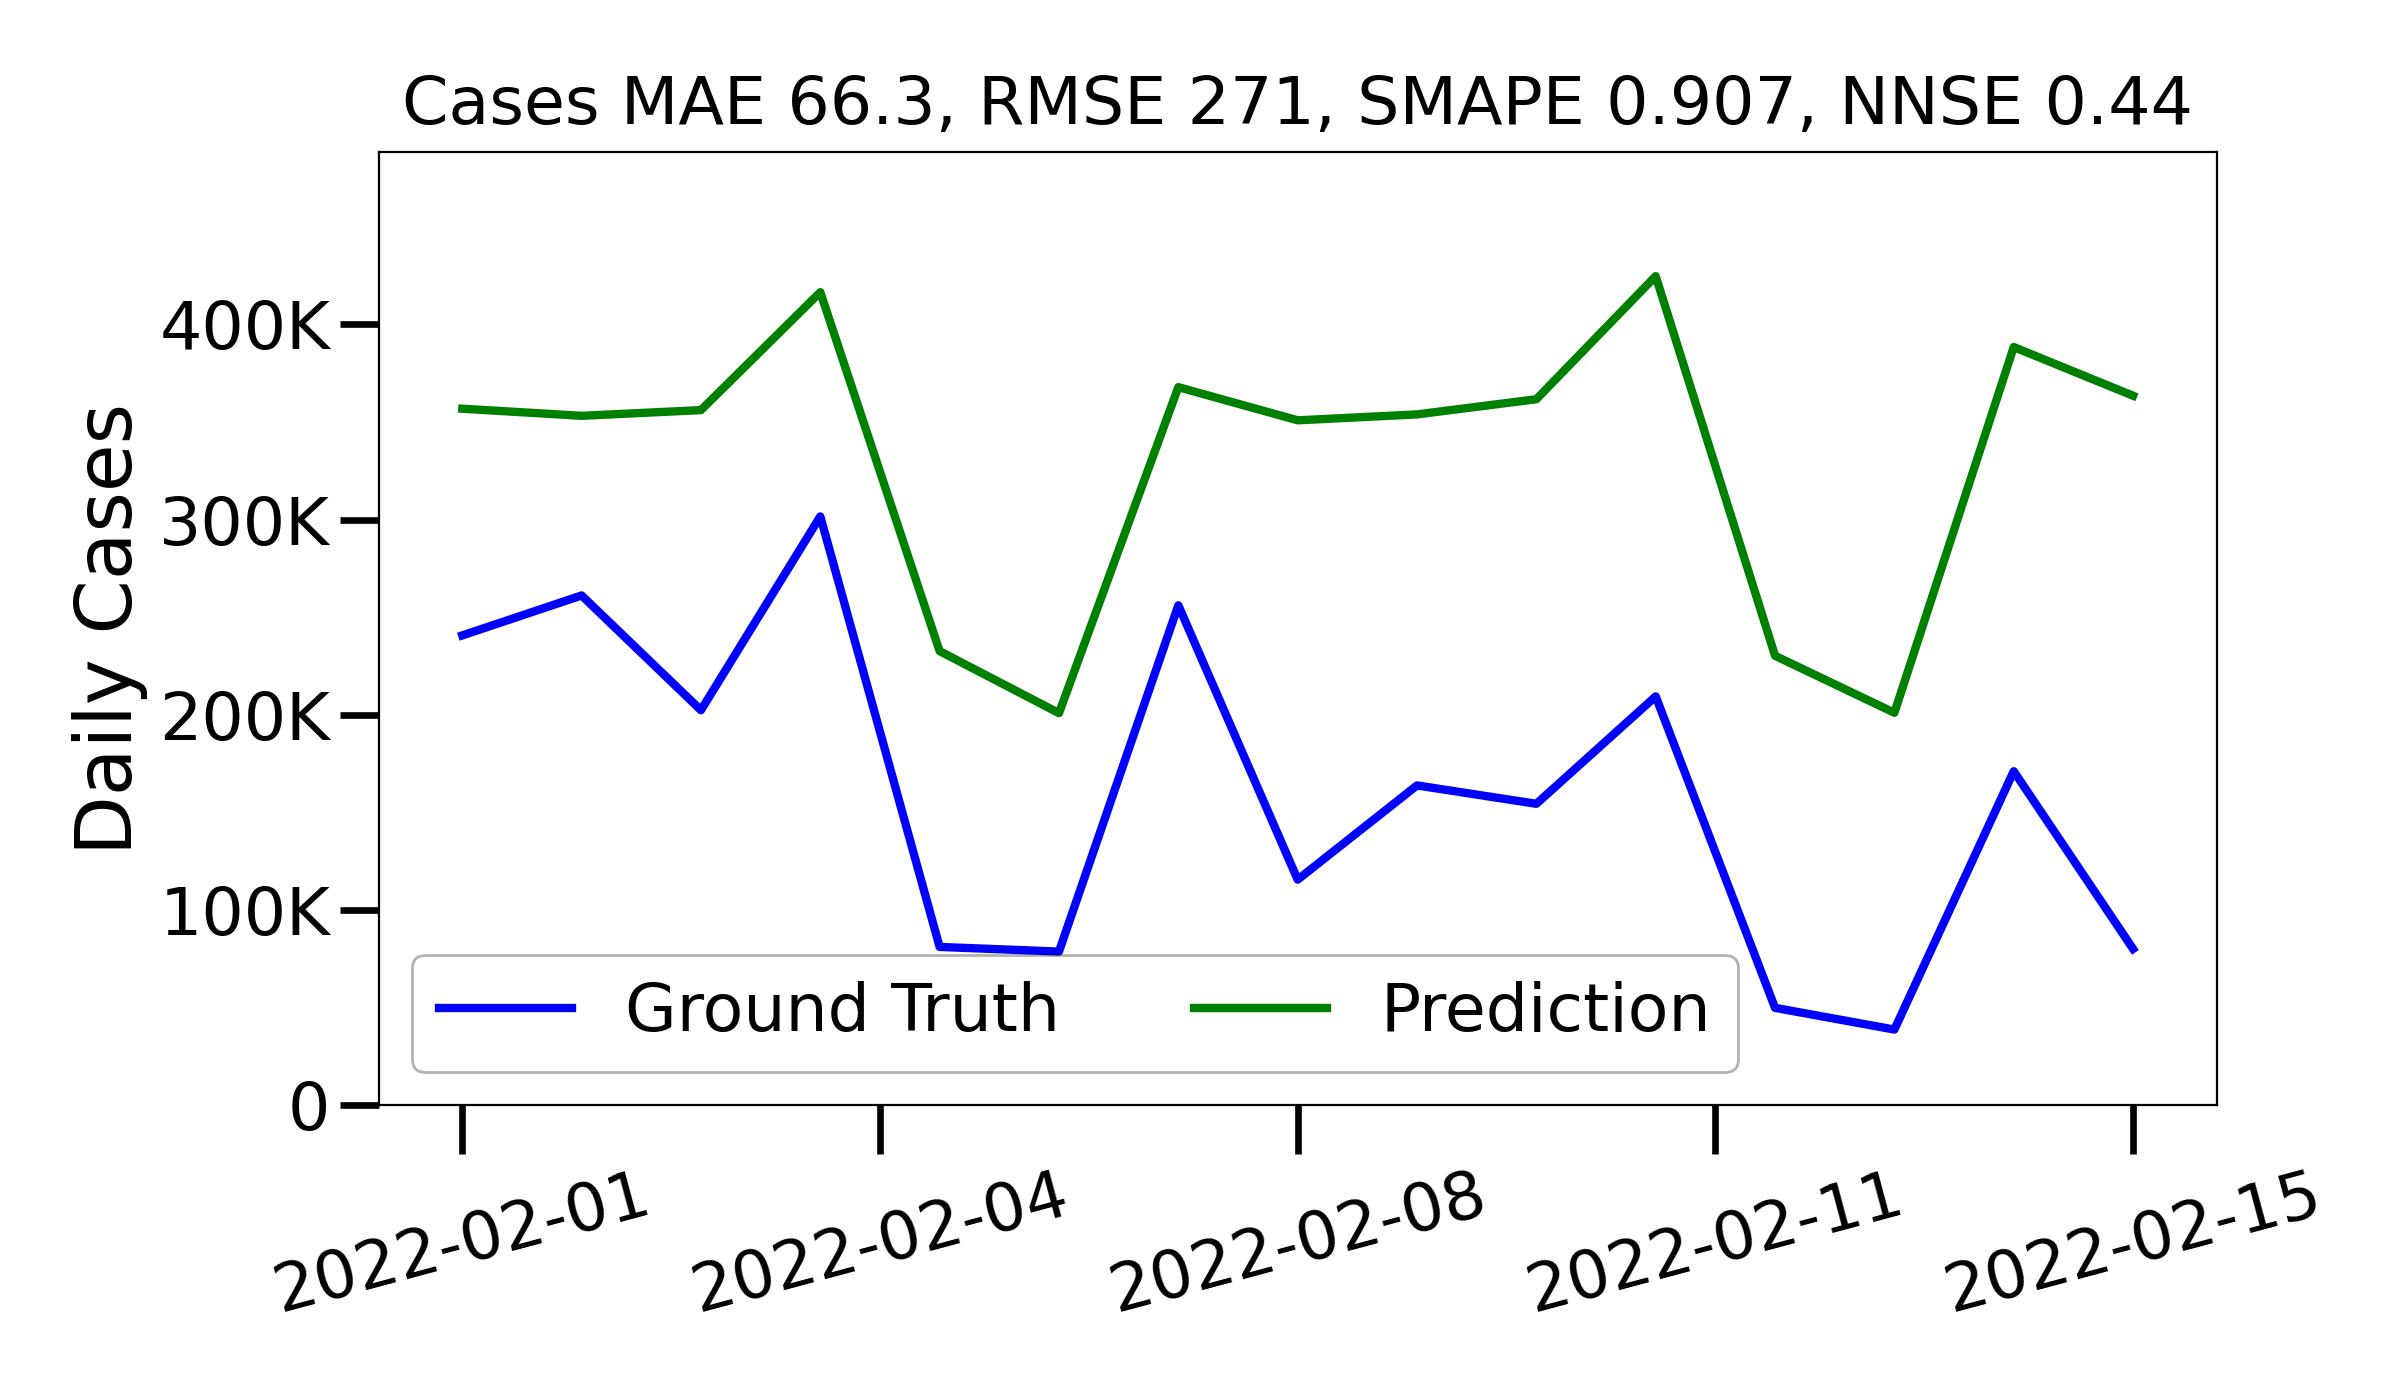 Cases MAE 66.3, RMSE 271, SMAPE 0.907, NNSE 0.44
Daily Cases
400K
300K
200K
100K
0
Ground Truth
Prediction
2022-02-01
2022-02-04
2022-02-08
2022-02-11
2022-02-15